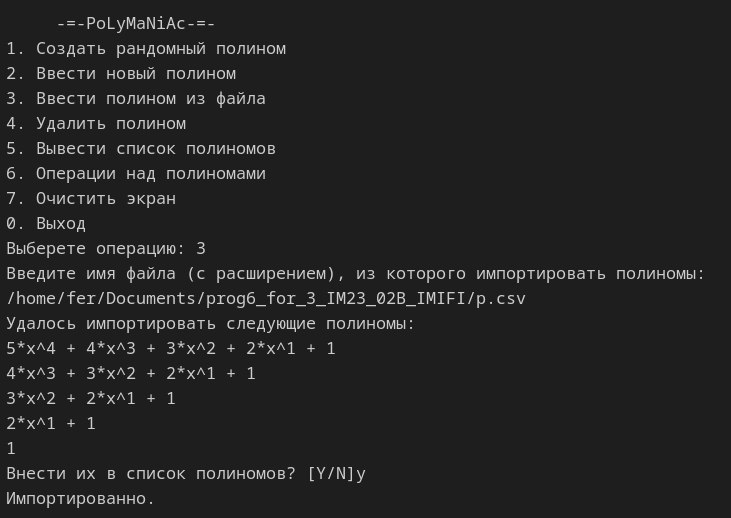 -=-PoLyMaNiAc-=-
1. Создать рандомный полином
2. Ввести новый полином
3. Ввести полином из файла
4. Удалить полином
5. Вывести список полиномов
6. Операции над полиномами
7. Очистить экран
0. Выход
Выберете операцию: 3
Введите имя файла (с расширением), из которого импортировать полиномы:
/home/fer/Documents/prog6_for_3_IM23_02B_IMIFI/p.csv
Удалось импортировать следующие полиномы:
5*x^4 + 4*x^3 + 3*x^2 + 2*x^1 + 1
4*x^3 + 3*x^2 + 2*x^1 + 1
3*x^2 + 2*x^1 + 1
2*x^1 + 1
1
Внести их в список полиномов? [Y/N]y
Импортированно.